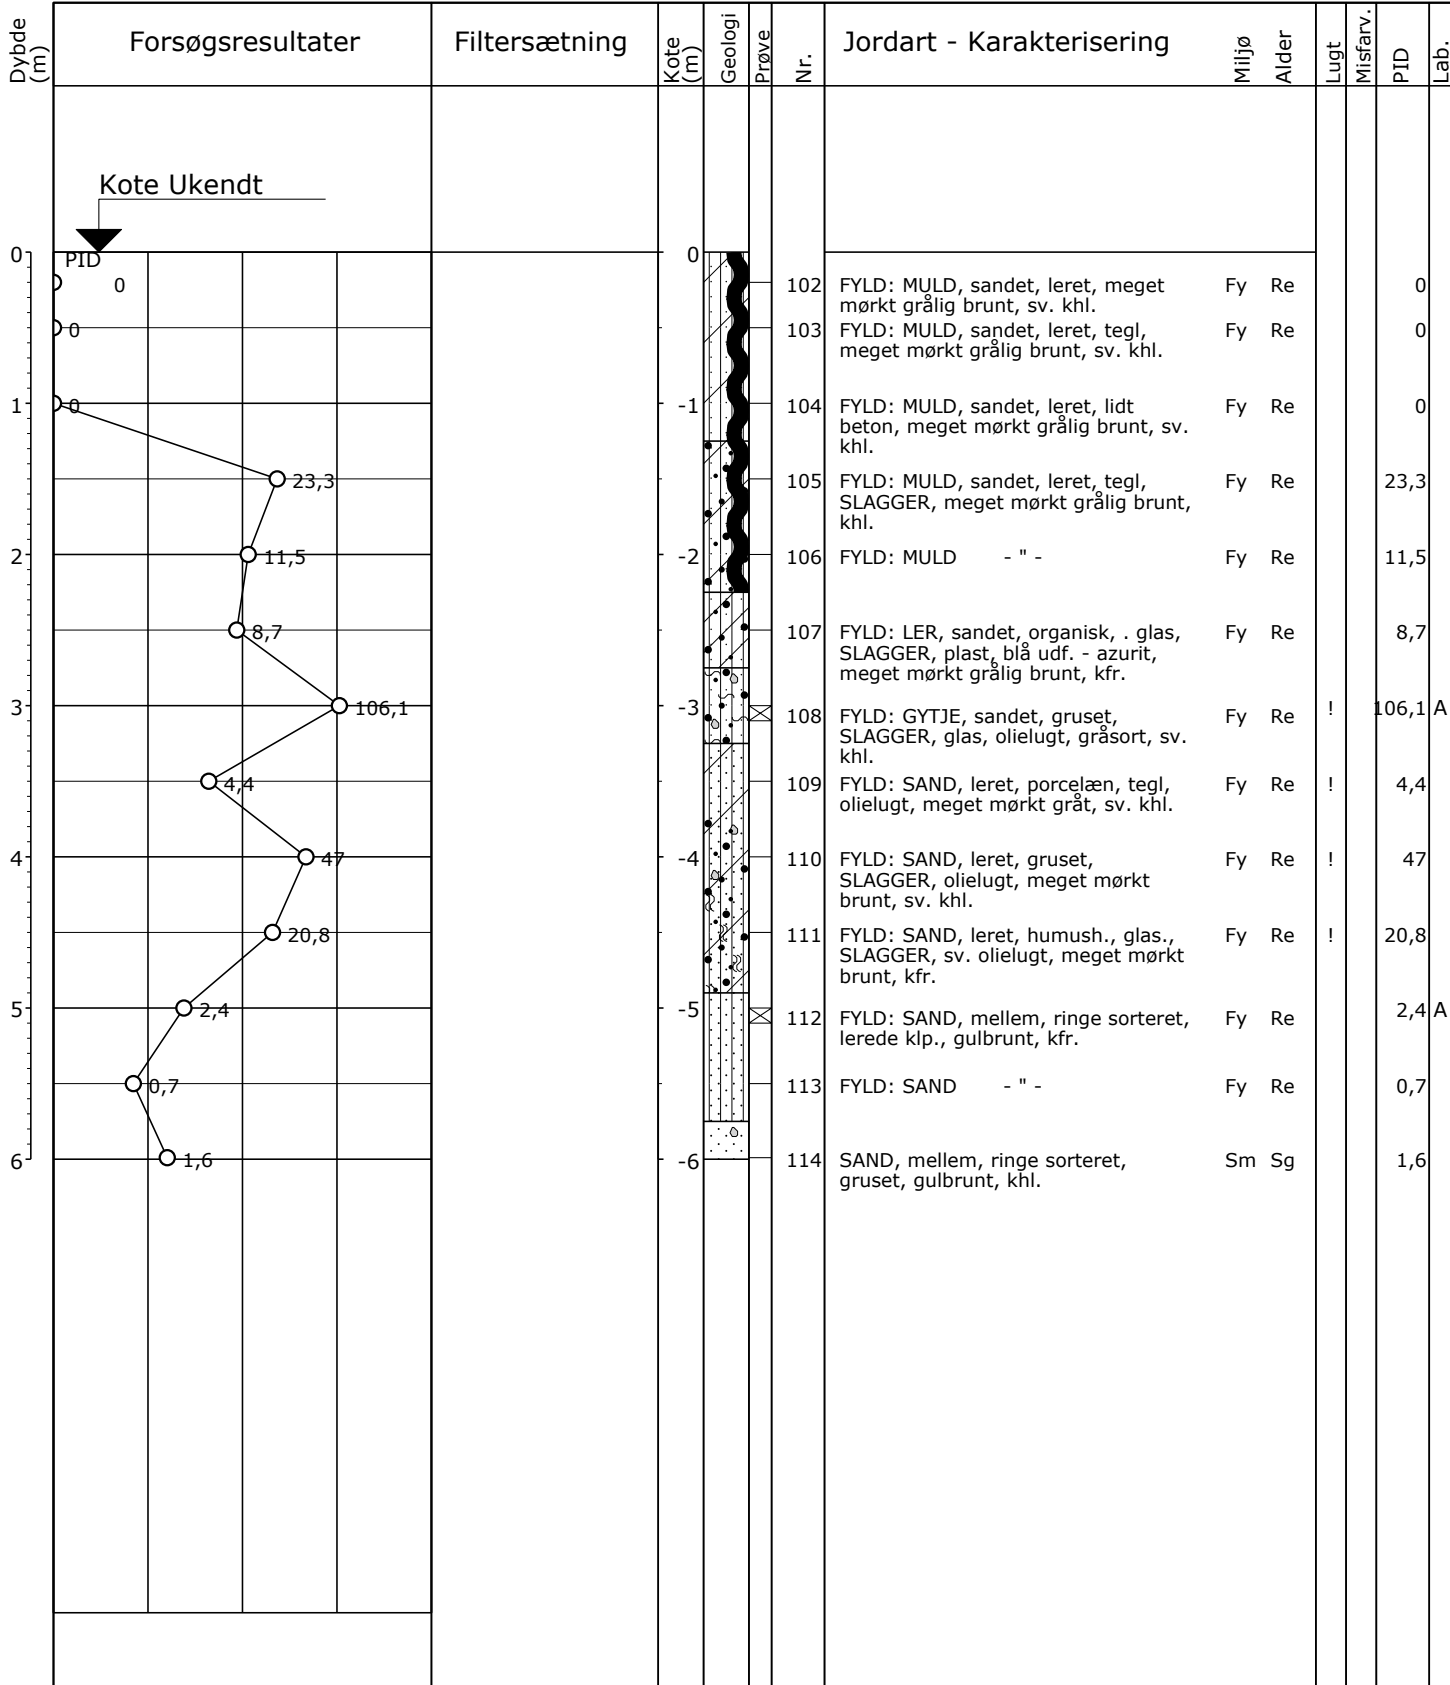 Dybde (m)
Forsøgsresultater
Filtersætning
Kote (m)
Geologi
Prøve
Nr.
Jordart - Karakterisering
Miljø
Alder
Lugt
Misfarv.
PID
Lab.
Kote Ukendt
PID
0
0
0
23,3
11,5
8,7
106,1
4,4
47
20,8
2,4
0,7
1,6
0
1
2
3
4
5
6
0
-1
-2
-3
-4
-5
-6
102 FYLD: MULD, sandet, leret, meget Fy Re 0
mørkt grålig brunt, sv. khl.
103 FYLD: MULD, sandet, leret, tegl, Fy Re 0
meget mørkt grålig brunt, sv. khl.
104 FYLD: MULD, sandet, leret, lidt Fy Re 0
beton, meget mørkt grålig brunt, sv.
khl.
105 FYLD: MULD, sandet, leret, tegl, Fy Re 23,3
SLAGGER, meget mørkt grålig brunt,
khl.
106 FYLD: MULD - " - Fy Re 11,5
107 FYLD: LER, sandet, organisk, . glas, Fy Re 8,7
SLAGGER, plast, blå udf. - azurit,
meget mørkt grålig brunt, kfr.
108 FYLD: GYTJE, sandet, gruset, Fy Re ! 106,1 A
SLAGGER, glas, olielugt, gråsort, sv.
khl.
109 FYLD: SAND, leret, porcelæn, tegl, Fy Re ! 4,4
olielugt, meget mørkt gråt, sv. khl.
110 FYLD: SAND, leret, gruset, Fy Re ! 47
SLAGGER, olielugt, meget mørkt
brunt, sv. khl.
111 FYLD: SAND, leret, humush., glas., Fy Re ! 20,8
SLAGGER, sv. olielugt, meget mørkt
brunt, kfr.
112 FYLD: SAND, mellem, ringe sorteret, Fy Re 2,4 A
lerede klp., gulbrunt, kfr.
113 FYLD: SAND - " - Fy Re 0,7
114 SAND, mellem, ringe sorteret, Sm Sg 1,6
gruset, gulbrunt, khl.